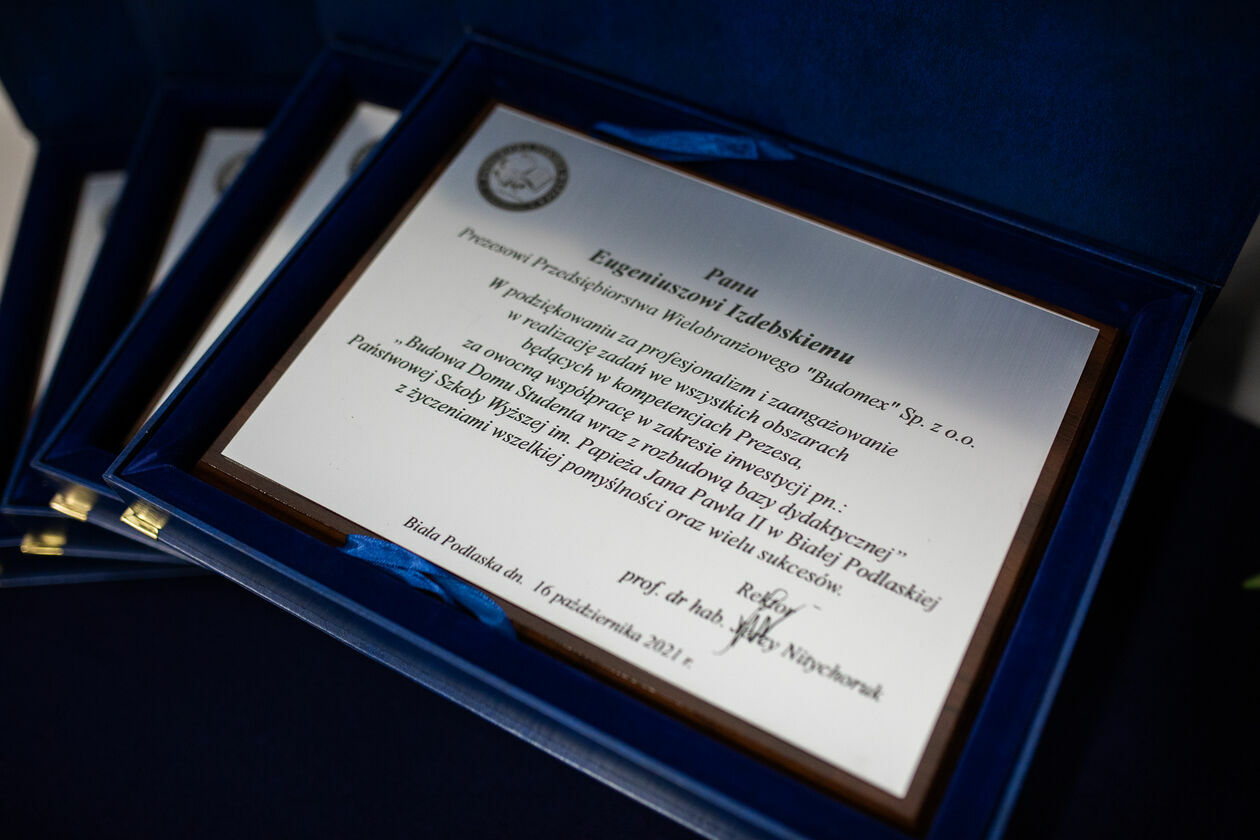 Panu
Eugeniuszowi Izdebskiemu
Prezesowi Przedsiębiorstwa Wielobranżowego "Budomex" Sp. z o.o.
W podziękowaniu za profesjonalizm i zaangażowanie
w realizację zadań we wszystkich obszarach
będących w kompetencjach Prezesa,
za owocną współpracę w zakresie inwestycji pn.:
„Budowa Domu Studenta wraz z rozbudową bazy dydaktycznej”
Państwowej Szkoły Wyższej im. Papieża Jana Pawła II w Białej Podlaskiej
z życzeniami wszelkiej pomyślności oraz wielu sukcesów.
Rektor
prof. dr hab. Jerzy Nitychoruk
Biała Podlaska dn. 16 października 2021 r.